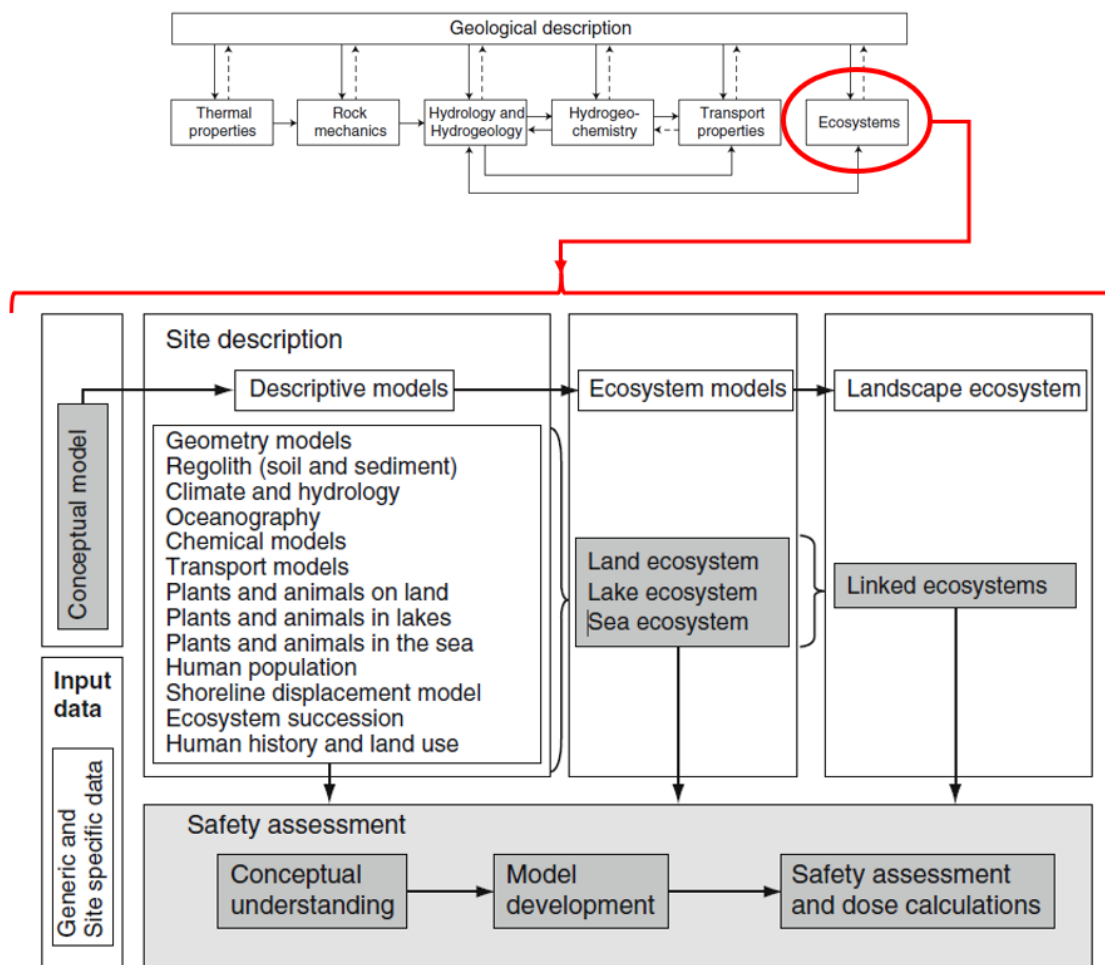 Geological description
Thermal
properties
Rock
mechanics
Hydrology and
Hydrogeology
Hydrogeo-
chemistry
Transport
properties
Ecosystems
Site description
Descriptive models
Ecosystem models
Landscape ecosystem
Conceptual model
Geometry models
Regolith (soil and sediment)
Climate and hydrology
Oceanography
Chemical models
Transport models
Plants and animals on land
Plants and animals in lakes
Plants and animals in the sea
Human population
Shoreline displacement model
Ecosystem succession
Human history and land use
Land ecosystem
Lake ecosystem
Sea ecosystem
Linked ecosystems
Input
data
Generic and
Site specific data
Safety assessment
Conceptual
understanding
Model
development
Safety assessment
and dose calculations